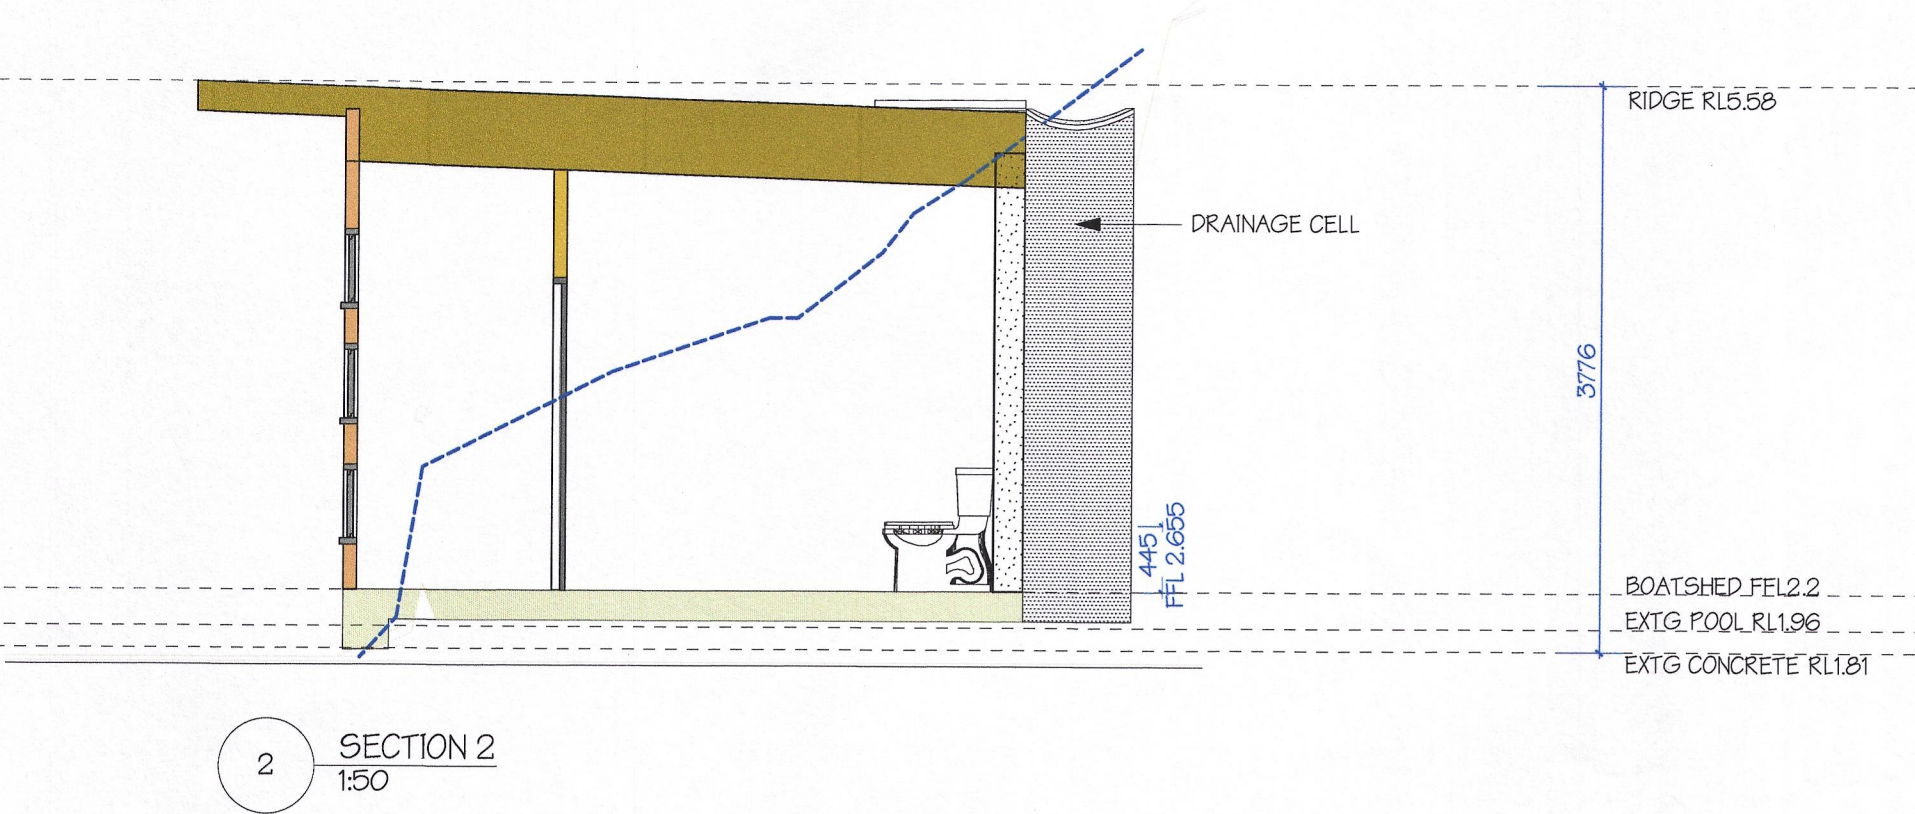 RIDGE RL5.58
DRAINAGE CELL
3776
445
FFL 2.655
BOATSHED FFL2.2
EXTG POOL RL1.96
EXTG CONCRETE RL1.81
2
SECTION 2
1:50